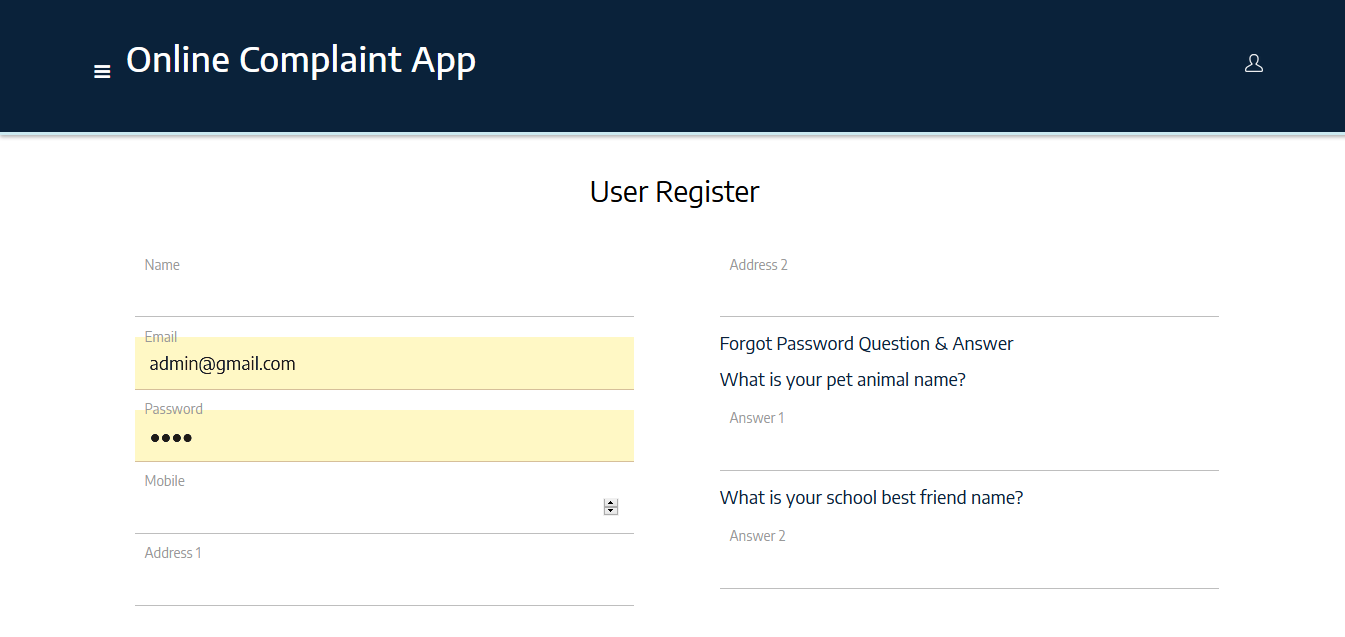 Online Complaint App
User Register
Name
Email
admin@gmail.com
Password
••••
Mobile
Address 1
Address 2
Forgot Password Question & Answer
What is your pet animal name?
Answer 1
What is your school best friend name?
Answer 2